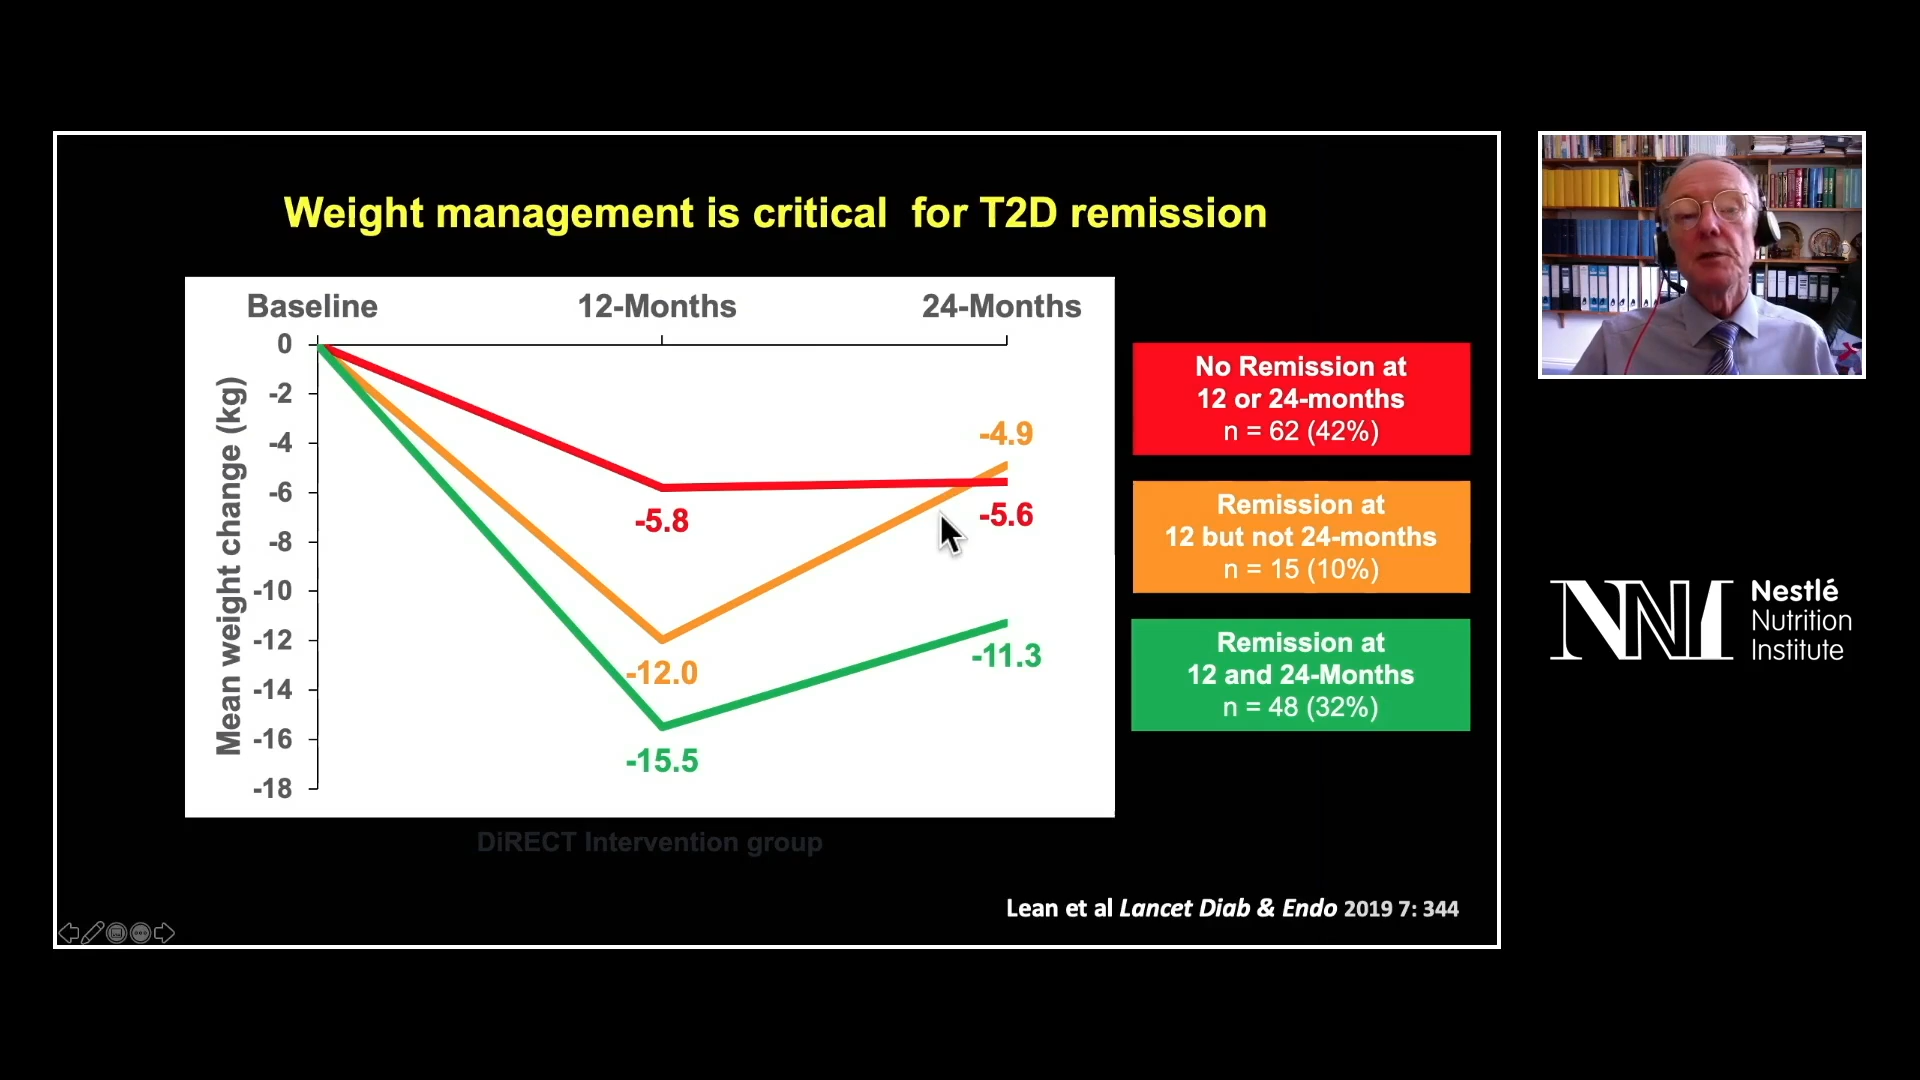 Weight management is critical for T2D remission
Baseline 12-Months 24-Months
Mean weight change (kg)
0
-2
-4
-6
-8
-10
-12
-14
-16
-18
-4.9
-5.8
-5.6
-12.0
-11.3
-15.5
No Remission at
12 or 24-months
n = 62 (42%)
Remission at
12 but not 24-months
n = 15 (10%)
Remission at
12 and 24-Months
n = 48 (32%)
DiRECT Intervention group
Lean et al Lancet Diab & Endo 2019 7: 344
NNI
Nestlé
Nutrition
Institute